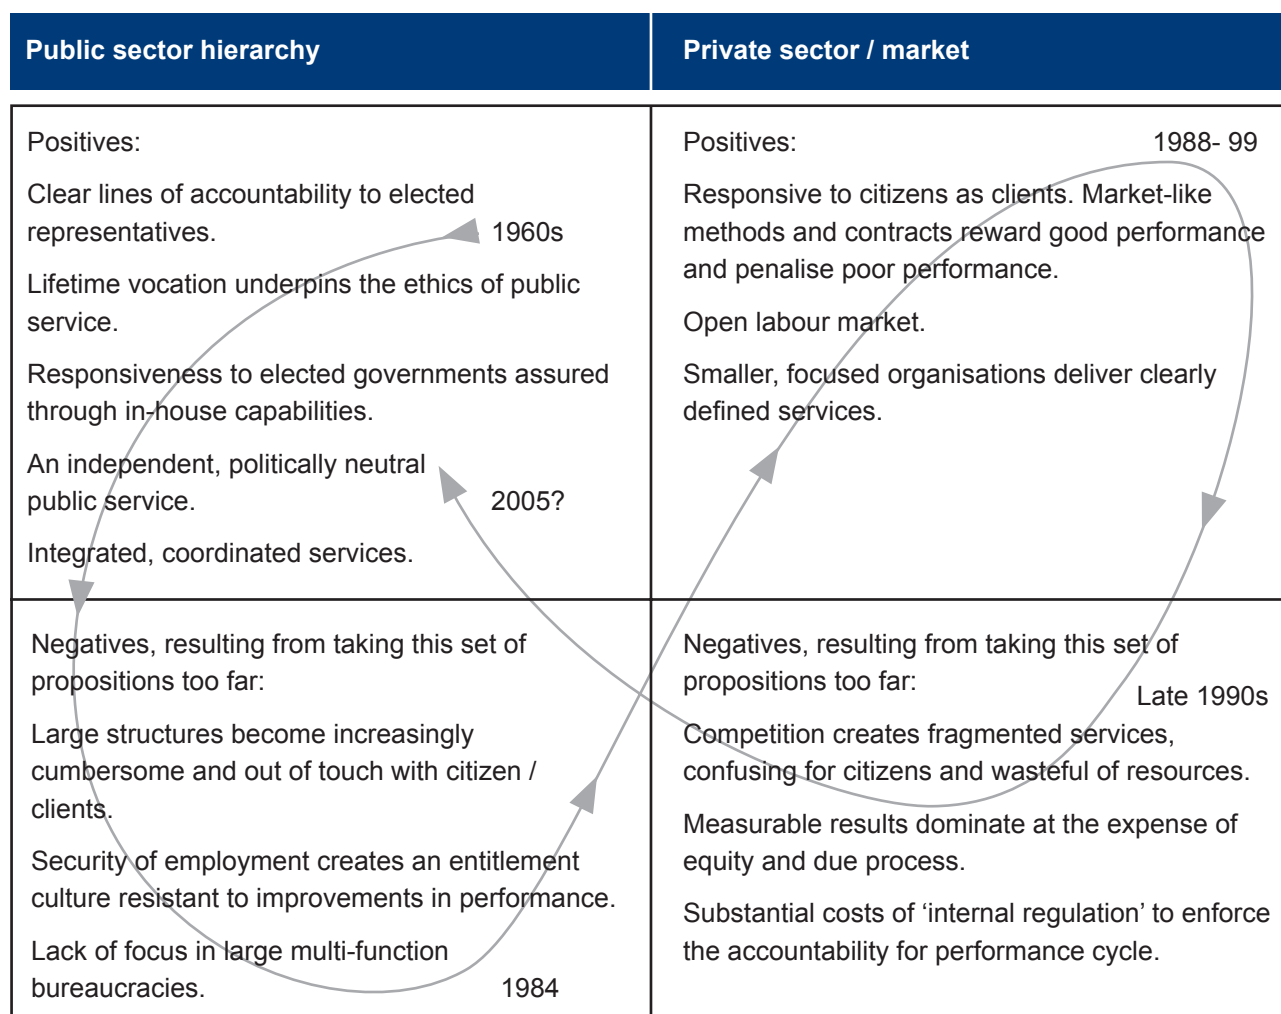 Public sector hierarchy
Private sector / market
Positives:
Clear lines of accountability to elected
representatives.
1960s
Lifetime vocation underpins the ethics of public
service.
Responsiveness to elected governments assured
through in-house capabilities.
An independent, politically neutral
public service.
2005?
Integrated, coordinated services.
Positives:
1988- 99
Responsive to citizens as clients. Market-like
methods and contracts reward good performance
and penalise poor performance.
Open labour market.
Smaller, focused organisations deliver clearly
defined services.
Negatives, resulting from taking this set of
propositions too far:
Large structures become increasingly
cumbersome and out of touch with citizen /
clients.
Security of employment creates an entitlement
culture resistant to improvements in performance.
Lack of focus in large multi-function
bureaucracies.
1984
Negatives, resulting from taking this set of
propositions too far:
Late 1990s
Competition creates fragmented services,
confusing for citizens and wasteful of resources.
Measurable results dominate at the expense of
equity and due process.
Substantial costs of ‘internal regulation’ to enforce
the accountability for performance cycle.